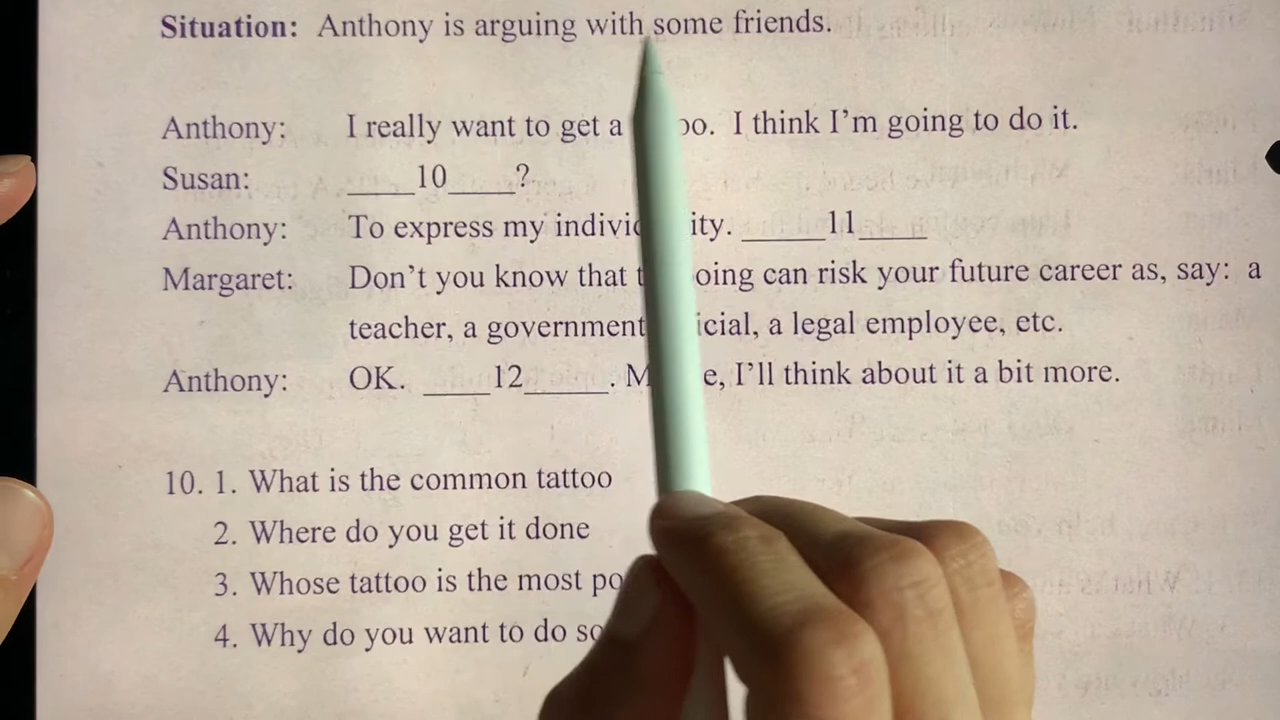 Situation: Anthony is arguing with some friends.
Anthony: I really want to get a oo. I think I'm going to do it.
Susan: _____10_____?
Anthony: To express my individ ity. _____11_____
Margaret: Don't you know that t oing can risk your future career as, say: a
teacher, a government icial, a legal employee, etc.
Anthony: OK. _____12______. M e, I'll think about it a bit more.
10. 1. What is the common tattoo
2. Where do you get it done
3. Whose tattoo is the most po
4. Why do you want to do so